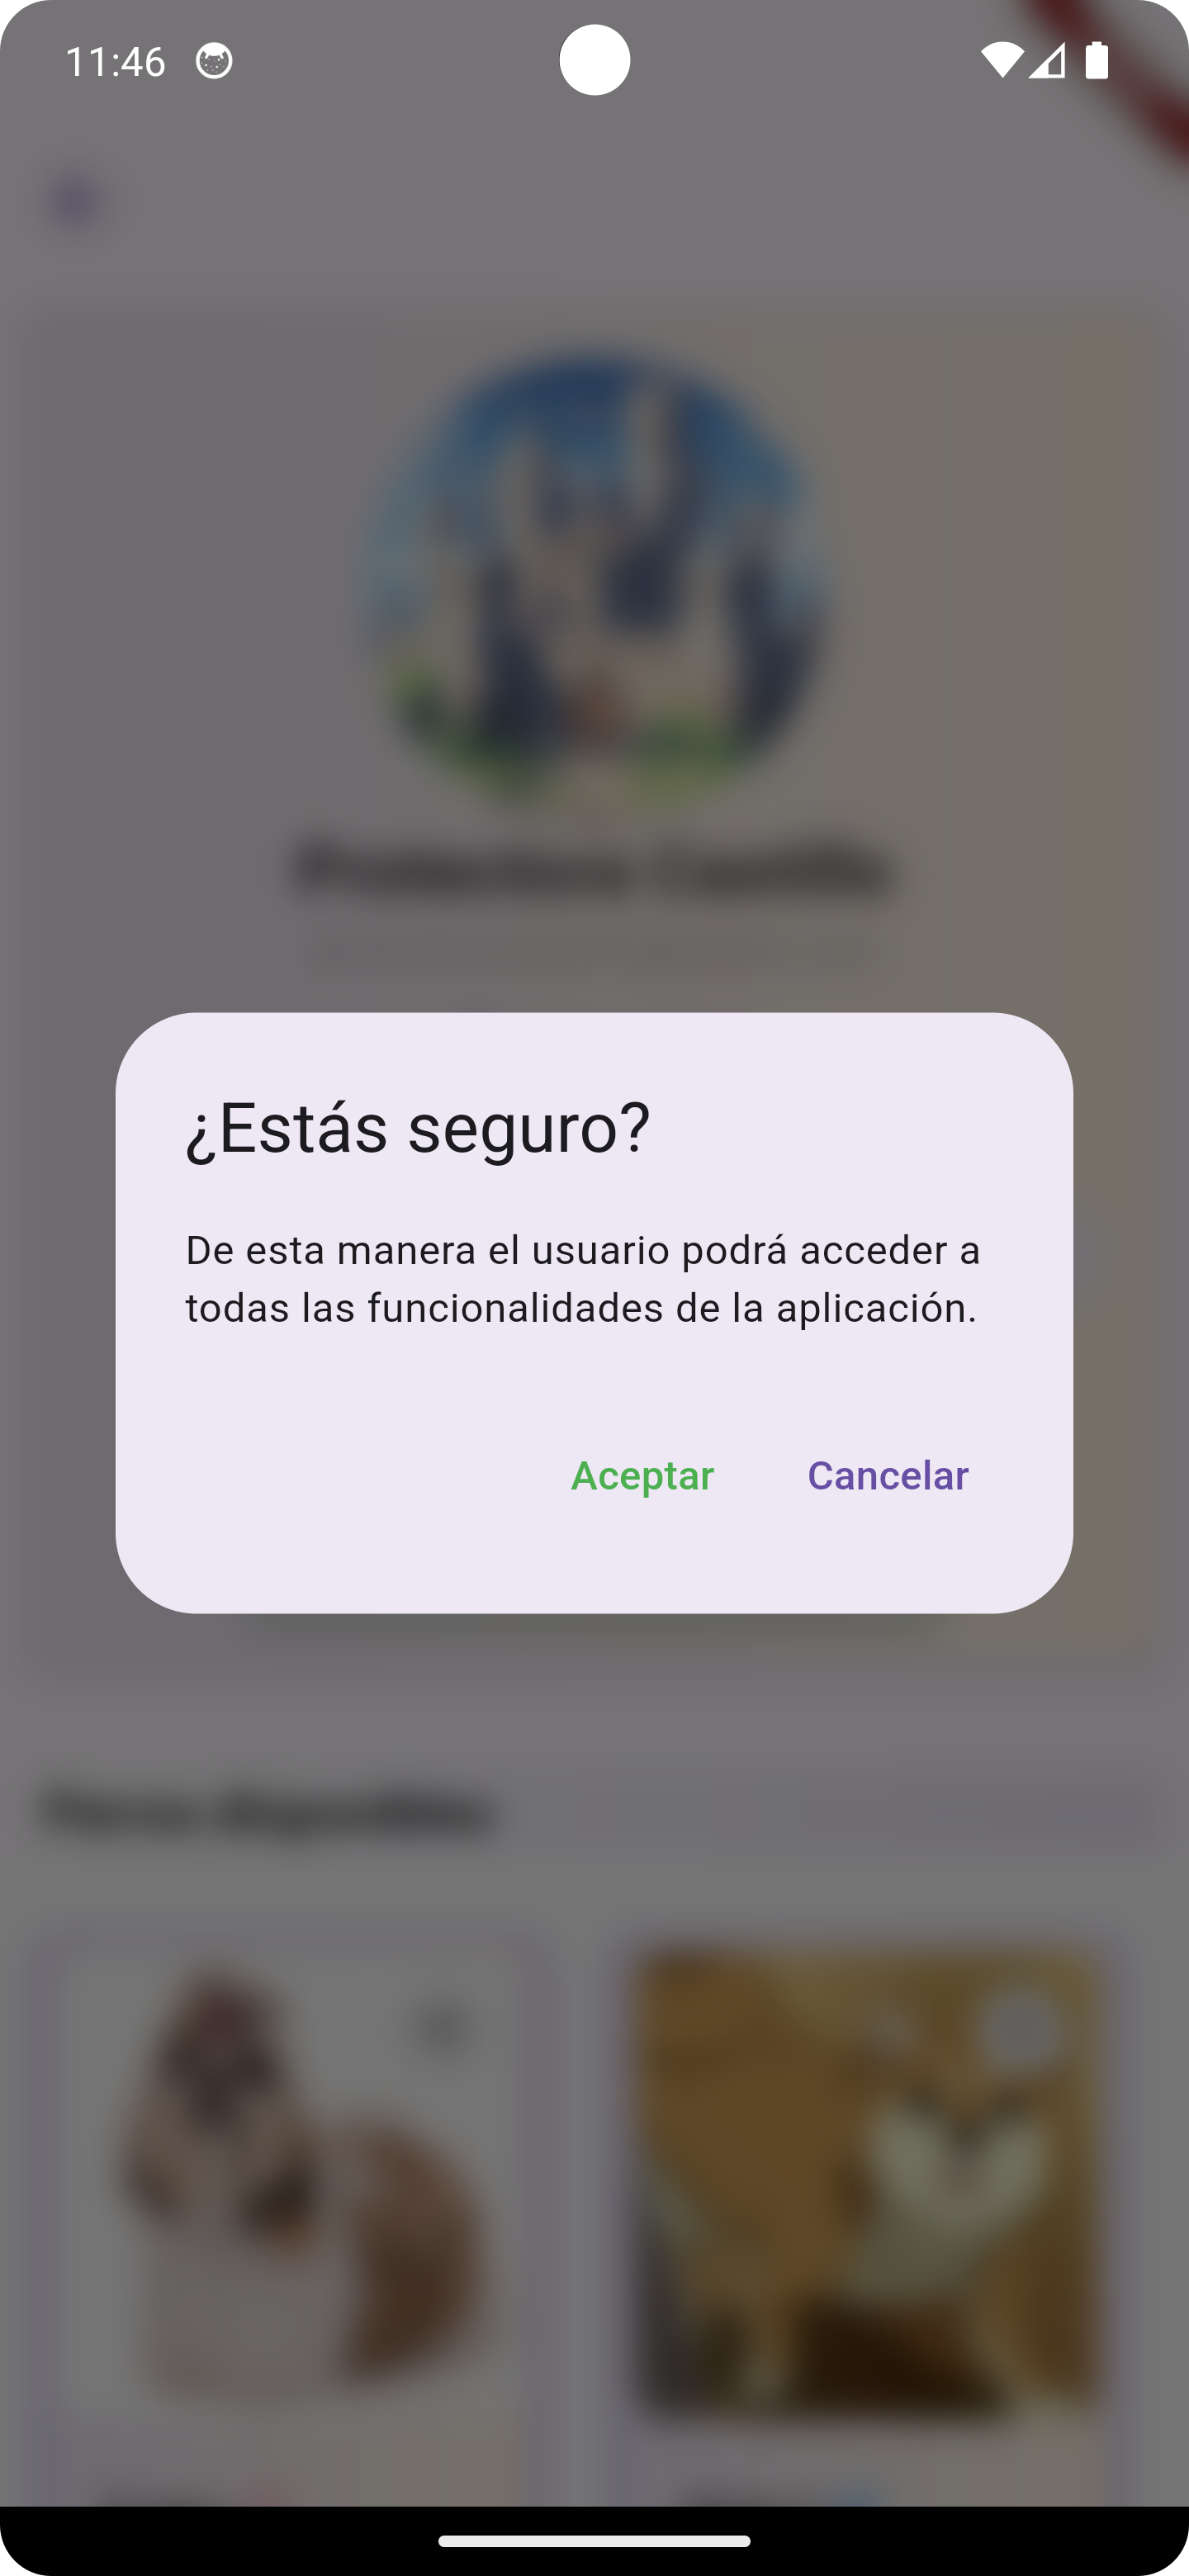 11:46
¿Estás seguro?
De esta manera el usuario podrá acceder a
todas las funcionalidades de la aplicación.
Aceptar Cancelar